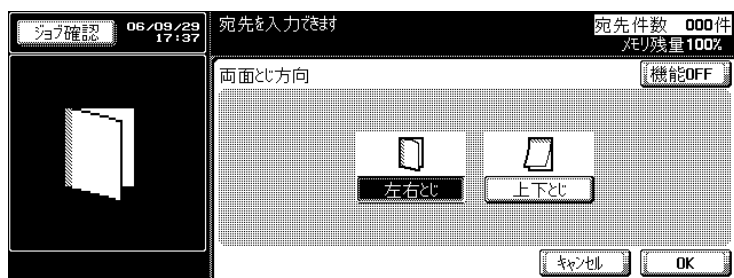 ジョブ確認
06/09/29
17:37
宛先を入力できます
宛先件数 000件
メモリ残量100%
両面とじ方向
機能OFF
左右とじ
上下とじ
キャンセル
OK